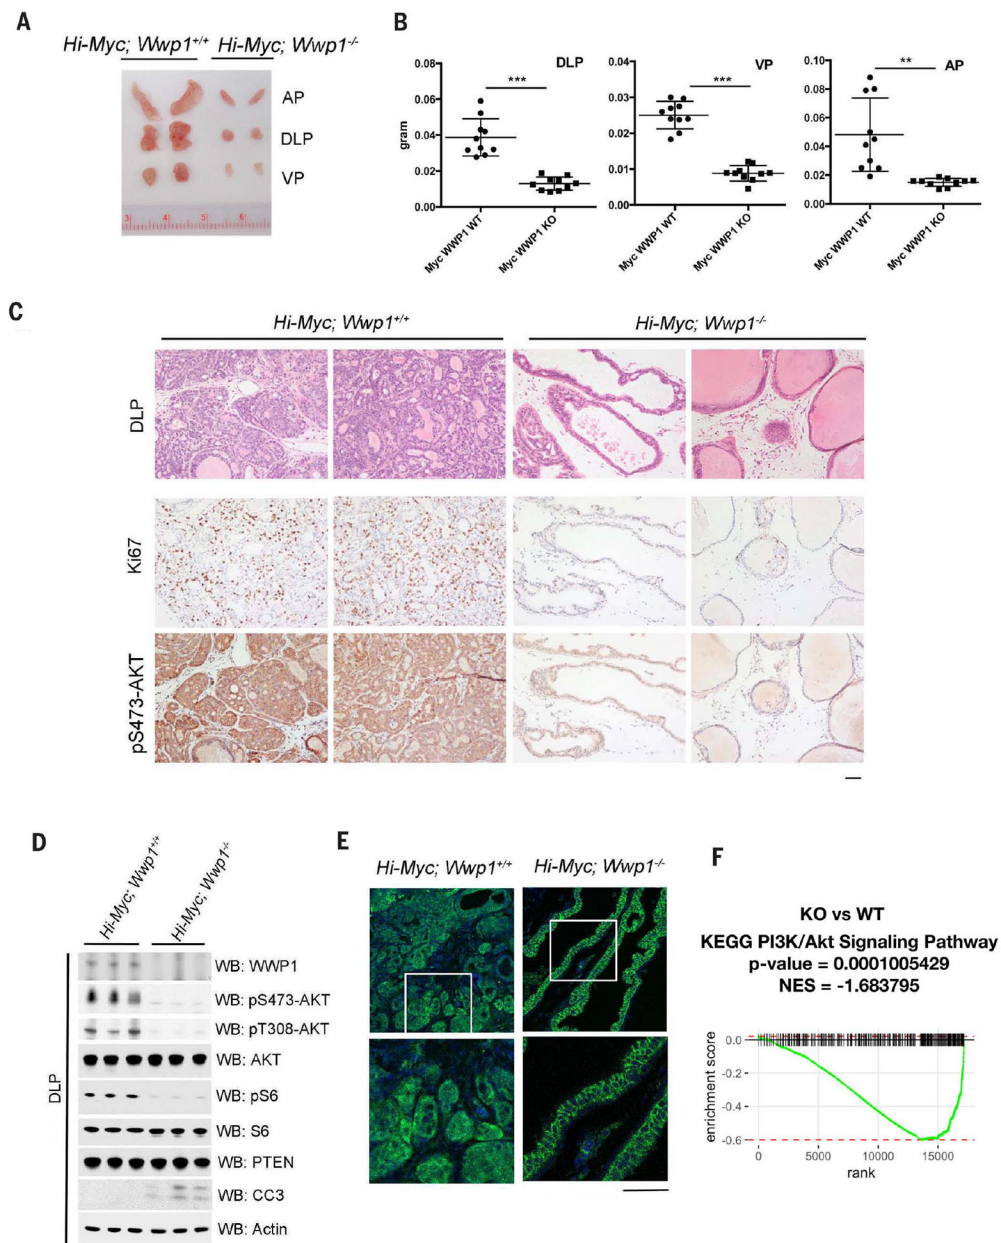 A
Hi-Myc; Wwp1+/+ Hi-Myc; Wwp1-/-
AP
DLP
VP
3 4 5 6
B
DLP
***
gram
0.08
0.06
0.04
0.02
0.00
Myc WWP1 WT
Myc WWP1 KO
VP
***
0.04
0.03
0.02
0.01
0.00
Myc WWP1 WT
Myc WWP1 KO
AP
**
0.10
0.08
0.06
0.04
0.02
0.00
Myc WWP1 WT
Myc WWP1 KO
C
Hi-Myc; Wwp1+/+ Hi-Myc; Wwp1-/-
DLP
Ki67
pS473-AKT
D
Hi-Myc; Wwp1+/+
Hi-Myc; Wwp1-/-
DLP
WB: WWP1
WB: pS473-AKT
WB: pT308-AKT
WB: AKT
WB: pS6
WB: S6
WB: PTEN
WB: CC3
WB: Actin
E
Hi-Myc; Wwp1+/+ Hi-Myc; Wwp1-/-
F
KO vs WT
KEGG PI3K/Akt Signaling Pathway
p-value = 0.0001005429
NES = -1.683795
enrichment score
0.0
-0.2
-0.4
-0.6
0 5000 10000 15000
rank